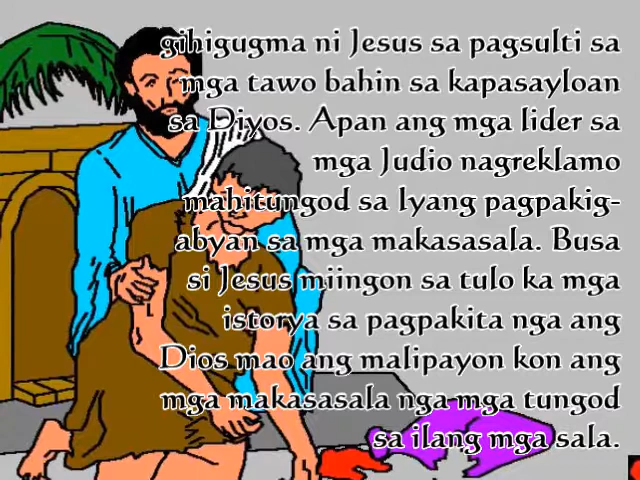 gihigugma ni Jesus sa pagsulti sa
mga tawo bahin sa kapasayloan
sa Diyos. Apan ang mga lider sa
mga Judio nagreklamo
mahitungod sa Iyang pagpakig-
abyan sa mga makasasala. Busa
si Jesus miingon sa tulo ka mga
istorya sa pagpakita nga ang
Dios mao ang malipayon kon ang
mga makasasala nga mga tungod
sa ilang mga sala.